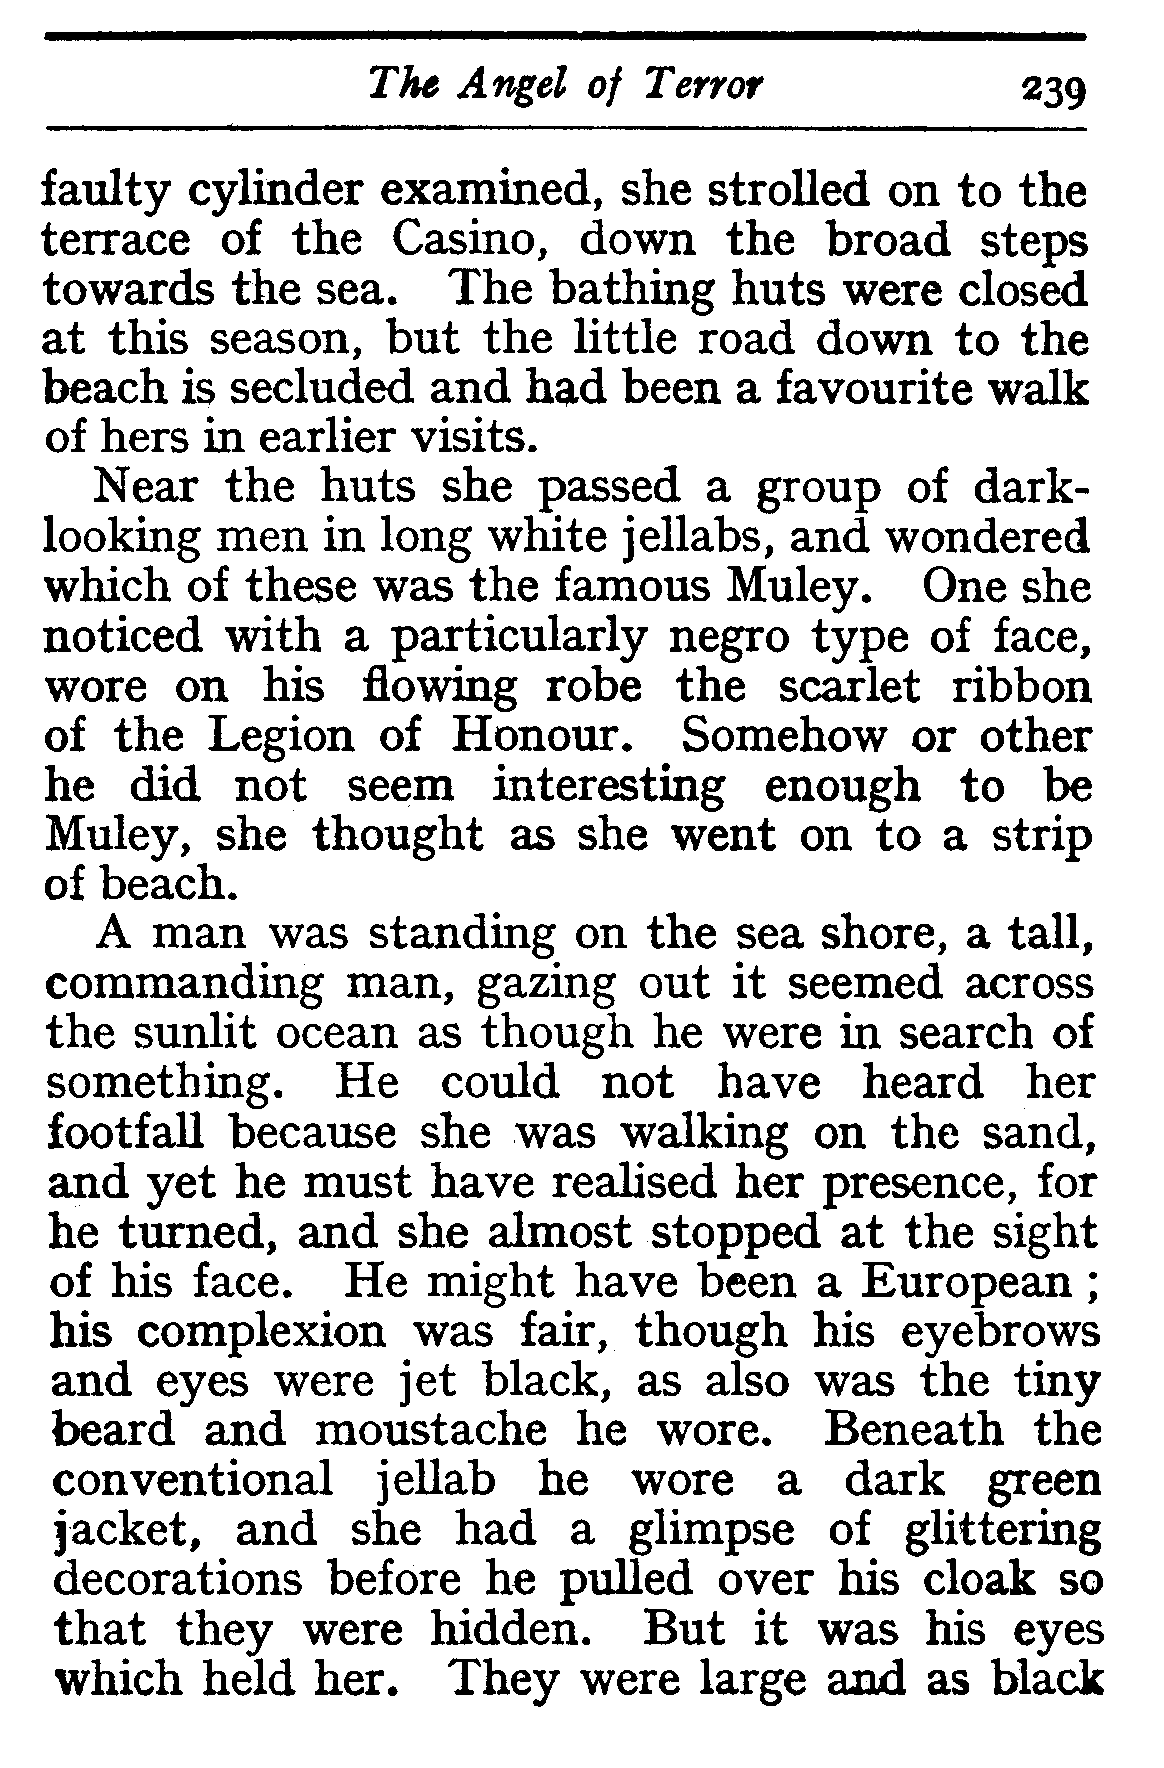 The Angel of Terror 239
faulty cylinder examined, she strolled on to the
terrace of the Casino, down the broad steps
towards the sea. The bathing huts were closed
at this season, but the little road down to the
beach is secluded and had been a favourite walk
of hers in earlier visits.
Near the huts she passed a group of dark-
looking men in long white jellabs, and wondered
which of these was the famous Muley. One she
noticed with a particularly negro type of face,
wore on his flowing robe the scarlet ribbon
of the Legion of Honour. Somehow or other
he did not seem interesting enough to be
Muley, she thought as she went on to a strip
of beach.
A man was standing on the sea shore, a tall,
commanding man, gazing out it seemed across
the sunlit ocean as though he were in search of
something. He could not have heard her
footfall because she was walking on the sand,
and yet he must have realised her presence, for
he turned, and she almost stopped at the sight
of his face. He might have been a European ;
his complexion was fair, though his eyebrows
and eyes were jet black, as also was the tiny
beard and moustache he wore. Beneath the
conventional jellab he wore a dark green
jacket, and she had a glimpse of glittering
decorations before he pulled over his cloak so
that they were hidden. But it was his eyes
which held her. They were large and as black